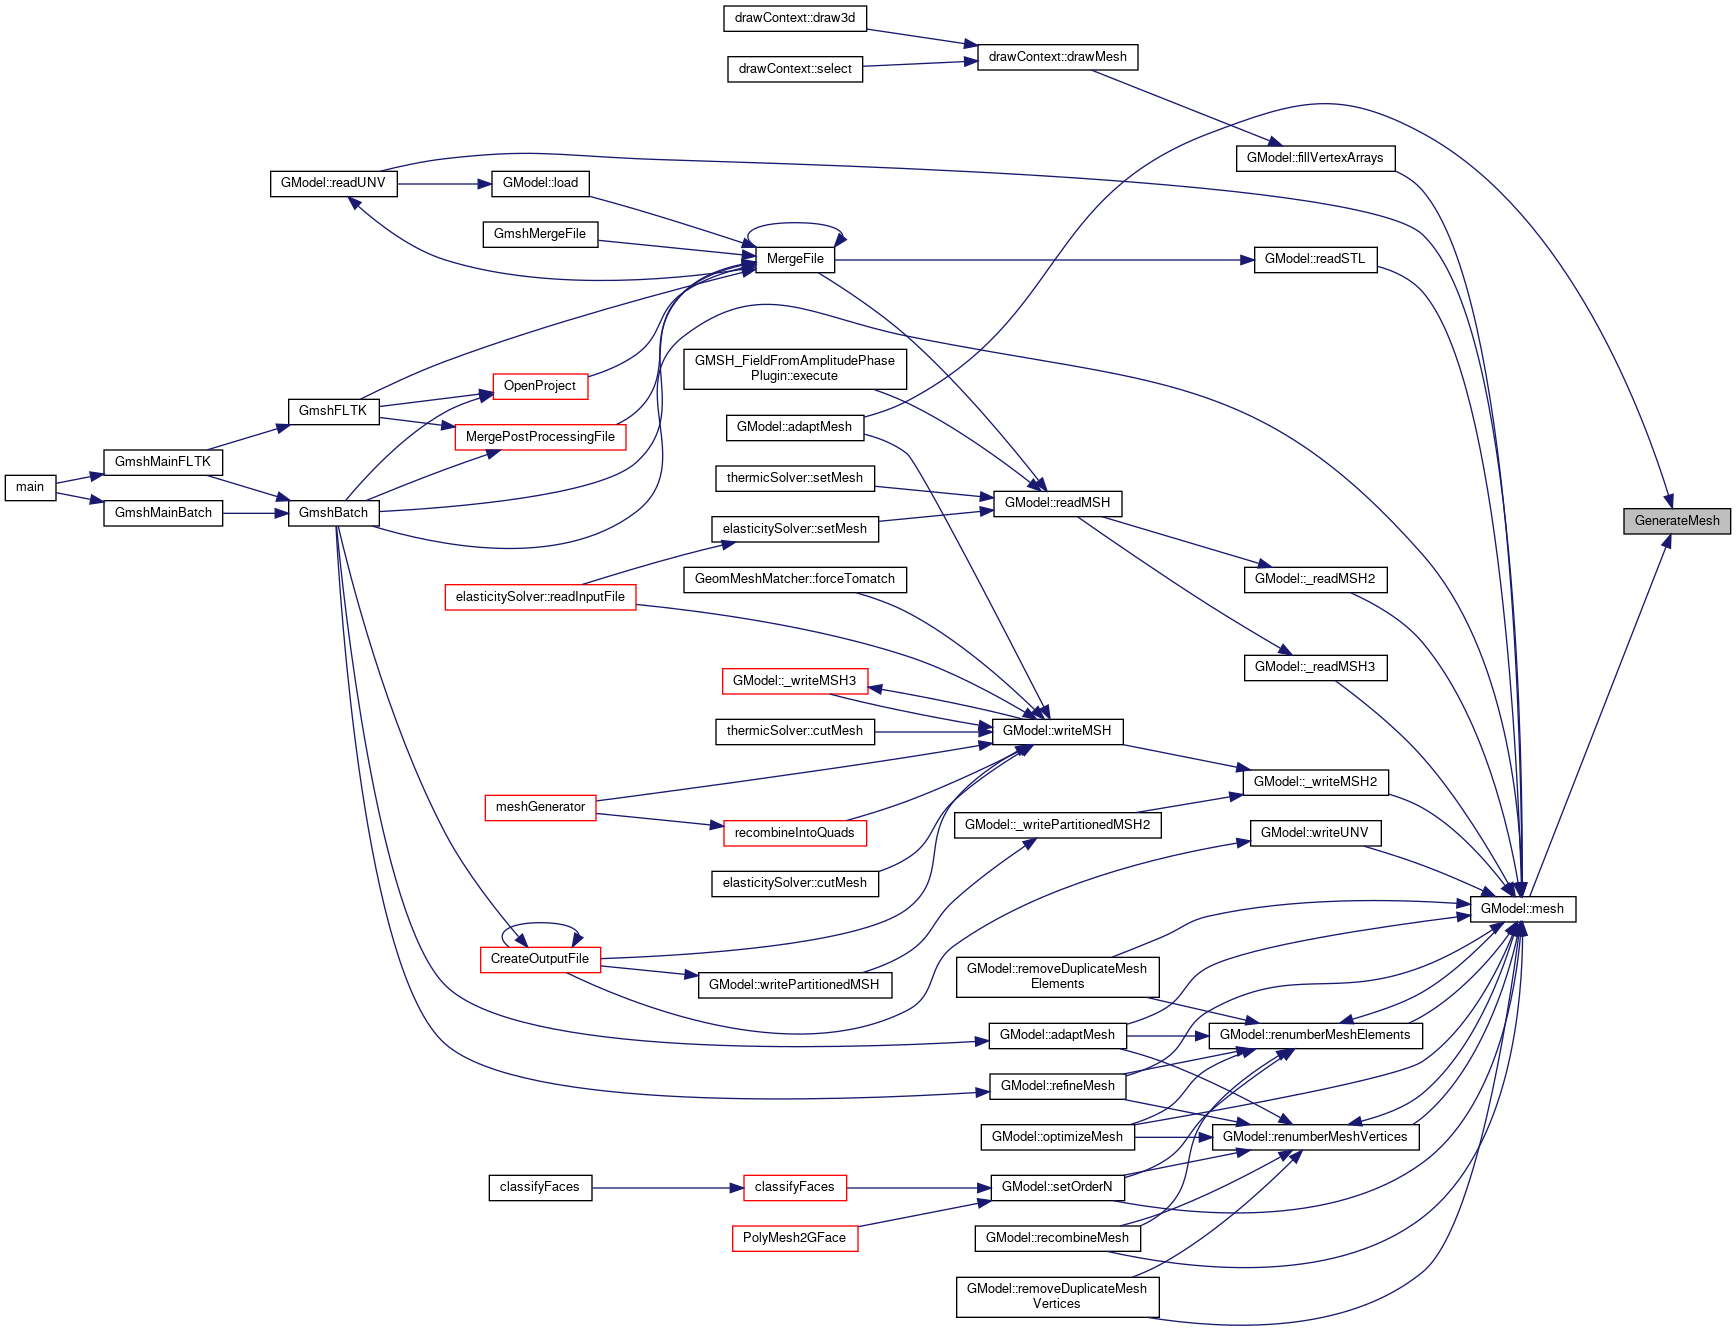 drawContext::draw3d
drawContext::drawMesh
drawContext::select
GModel::fillVertexArrays
GModel::readUNV
GModel::load
GmshMergeFile
MergeFile
GModel::readSTL
GMSH_FieldFromAmplitudePhase
Plugin::execute
OpenProject
GmshFLTK
GModel::adaptMesh
MergePostProcessingFile
GmshMainFLTK
main
thermicSolver::setMesh
GModel::readMSH
GmshMainBatch
GmshBatch
elasticitySolver::setMesh
GenerateMesh
GeomMeshMatcher::forceTomatch
GModel::_readMSH2
elasticitySolver::readInputFile
GModel::_readMSH3
GModel::_writeMSH3
thermicSolver::cutMesh
GModel::writeMSH
GModel::_writeMSH2
meshGenerator
recombineIntoQuads
GModel::_writePartitionedMSH2
GModel::writeUNV
elasticitySolver::cutMesh
GModel::mesh
CreateOutputFile
GModel::writePartitionedMSH
GModel::removeDuplicateMesh
Elements
GModel::adaptMesh
GModel::renumberMeshElements
GModel::refineMesh
GModel::optimizeMesh
GModel::renumberMeshVertices
classifyFaces
classifyFaces
GModel::setOrderN
PolyMesh2GFace
GModel::recombineMesh
GModel::removeDuplicateMesh
Vertices